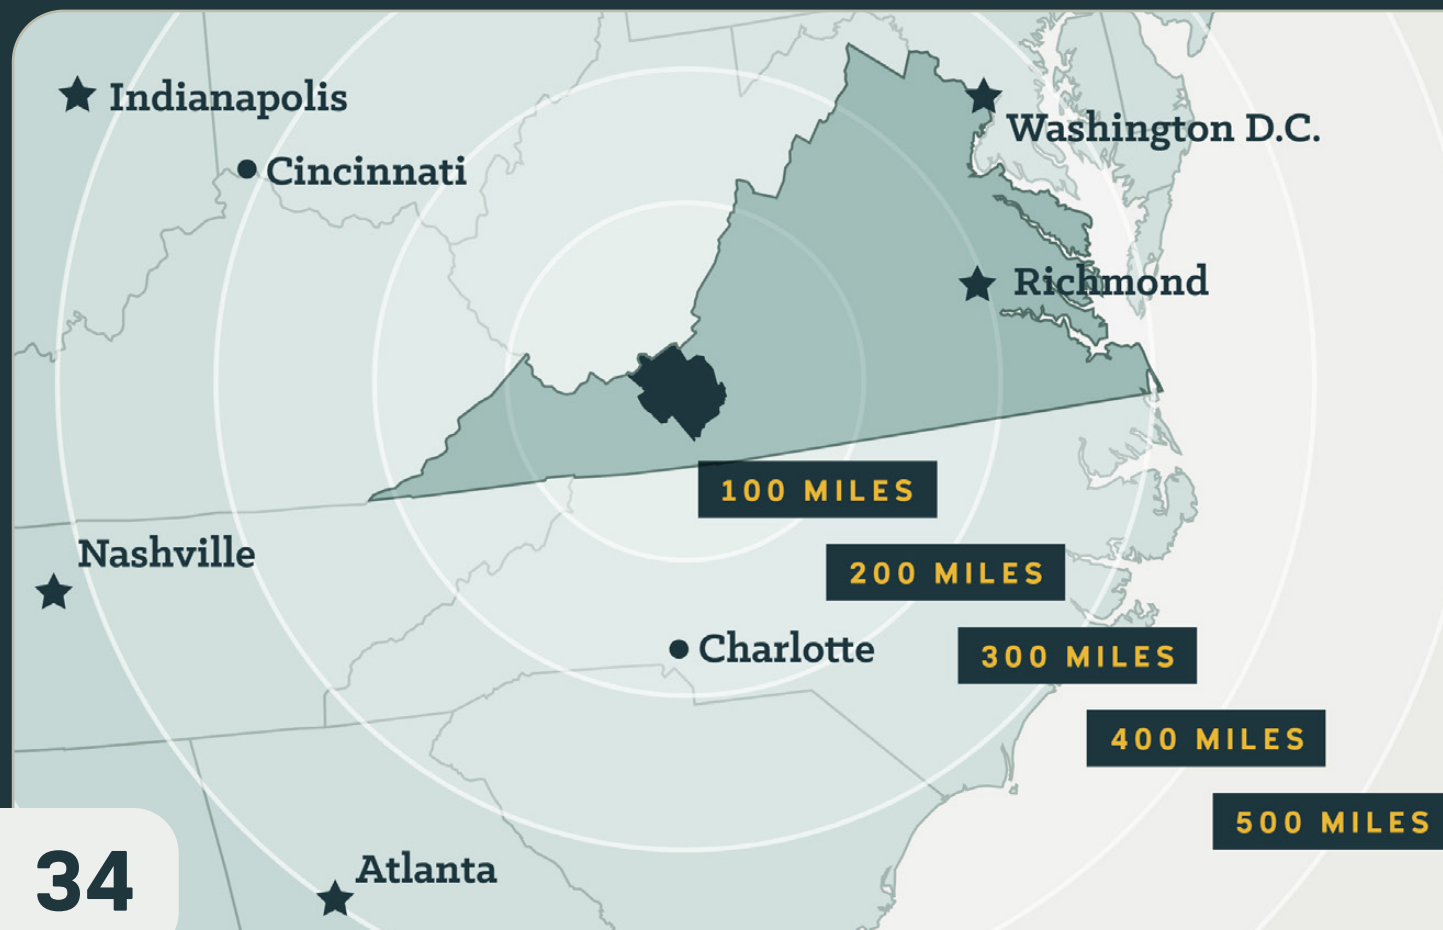 Indianapolis
Cincinnati
Washington D.C.
Richmond
100 MILES
Nashville
200 MILES
Charlotte
300 MILES
400 MILES
500 MILES
Atlanta
34